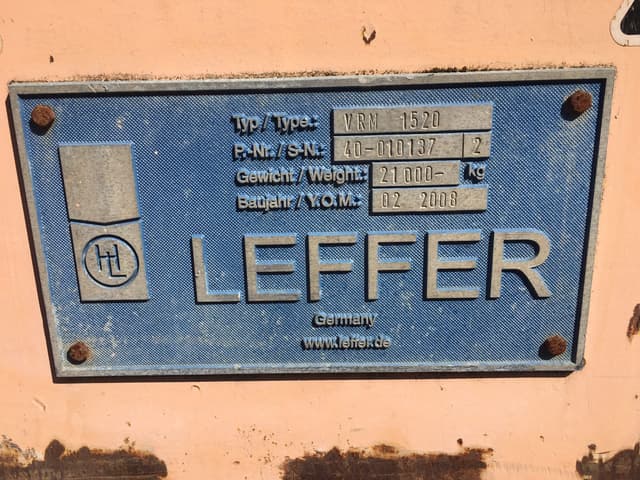 Typ / Type.: VRM 1520
P.-Nr. / S-N.: 40-010137 2
Gewicht / Weight.: 21000- kg
Baujahr / Y.O.M.: 02 2008
HL
LEFFER
Germany
www.leffer.de